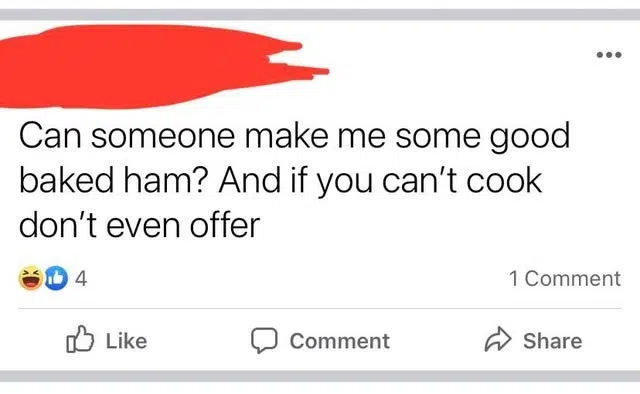 Can someone make me some good
baked ham? And if you can't cook
don't even offer
4 1 Comment
Like Comment Share